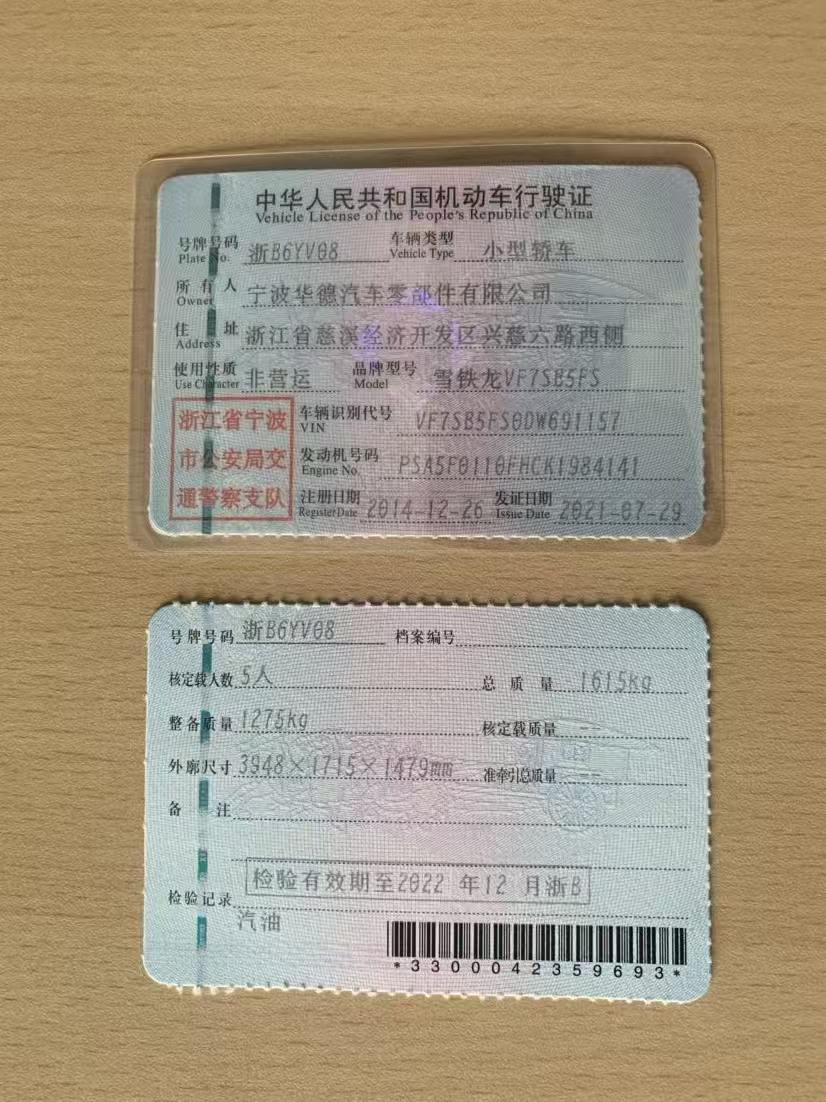 中华人民共和国机动车行驶证
Vehicle License of the People's Republic of China
号牌号码 浙B6YV08 车辆类型 小型轿车
Plate No. Vehicle Type
所有人 宁波华德汽车零部件有限公司
Owner
住址 浙江省慈溪经济开发区兴慈六路西侧
Address
使用性质 非营运 品牌型号 雪铁龙VF7SB5FS
Use Character Model
浙江省宁波
市公安局交
通警察支队
车辆识别代号 VF7SB5FS0DW691157
VIN
发动机号码 PSA5F0110FHCK1984141
Engine No.
注册日期 2014-12-26 发证日期 2021-07-29
Register Date Issue Date
号牌号码 浙B6YV08 档案编号
核定载人数 5人 总质量 1615kg
整备质量 1275kg 核定载质量 --
外廓尺寸 3948×1715×1479mm 准牵引总质量 --
备注
检验有效期至2022 年12 月浙B
检验记录
汽油
*3300042359693*